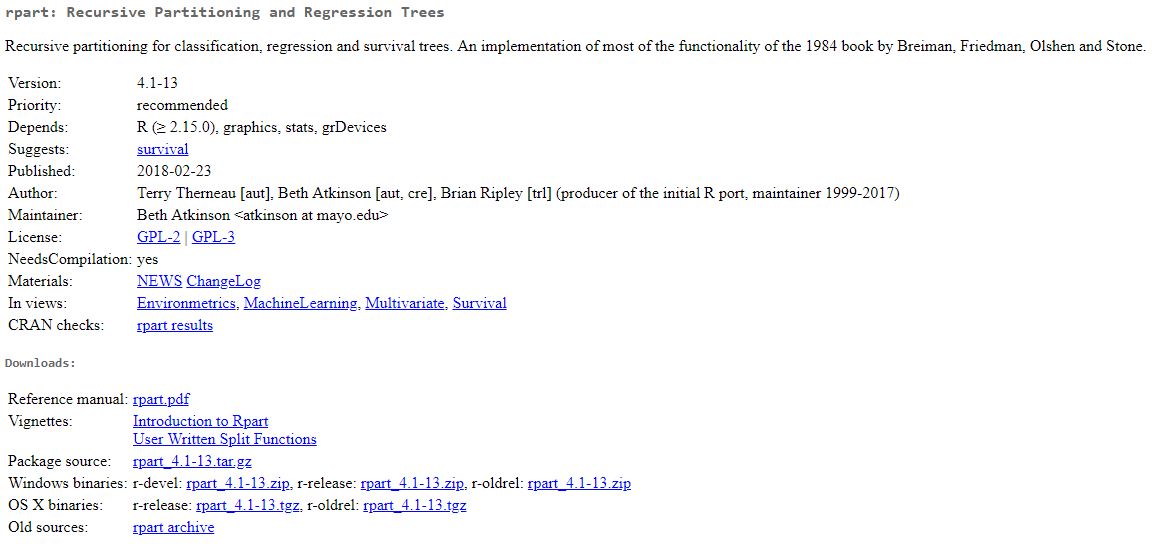 rpart: Recursive Partitioning and Regression Trees
Recursive partitioning for classification, regression and survival trees. An implementation of most of the functionality of the 1984 book by Breiman, Friedman, Olshen and Stone.
Version: 4.1-13
Priority: recommended
Depends: R (≥ 2.15.0), graphics, stats, grDevices
Suggests: survival
Published: 2018-02-23
Author: Terry Therneau [aut], Beth Atkinson [aut, cre], Brian Ripley [trl] (producer of the initial R port, maintainer 1999-2017)
Maintainer: Beth Atkinson <atkinson at mayo.edu>
License: GPL-2 | GPL-3
NeedsCompilation: yes
Materials: NEWS ChangeLog
In views: Environmetrics, MachineLearning, Multivariate, Survival
CRAN checks: rpart results
Downloads:
Reference manual: rpart.pdf
Vignettes: Introduction to Rpart
User Written Split Functions
Package source: rpart_4.1-13.tar.gz
Windows binaries: r-devel: rpart_4.1-13.zip, r-release: rpart_4.1-13.zip, r-oldrel: rpart_4.1-13.zip
OS X binaries: r-release: rpart_4.1-13.tgz, r-oldrel: rpart_4.1-13.tgz
Old sources: rpart archive